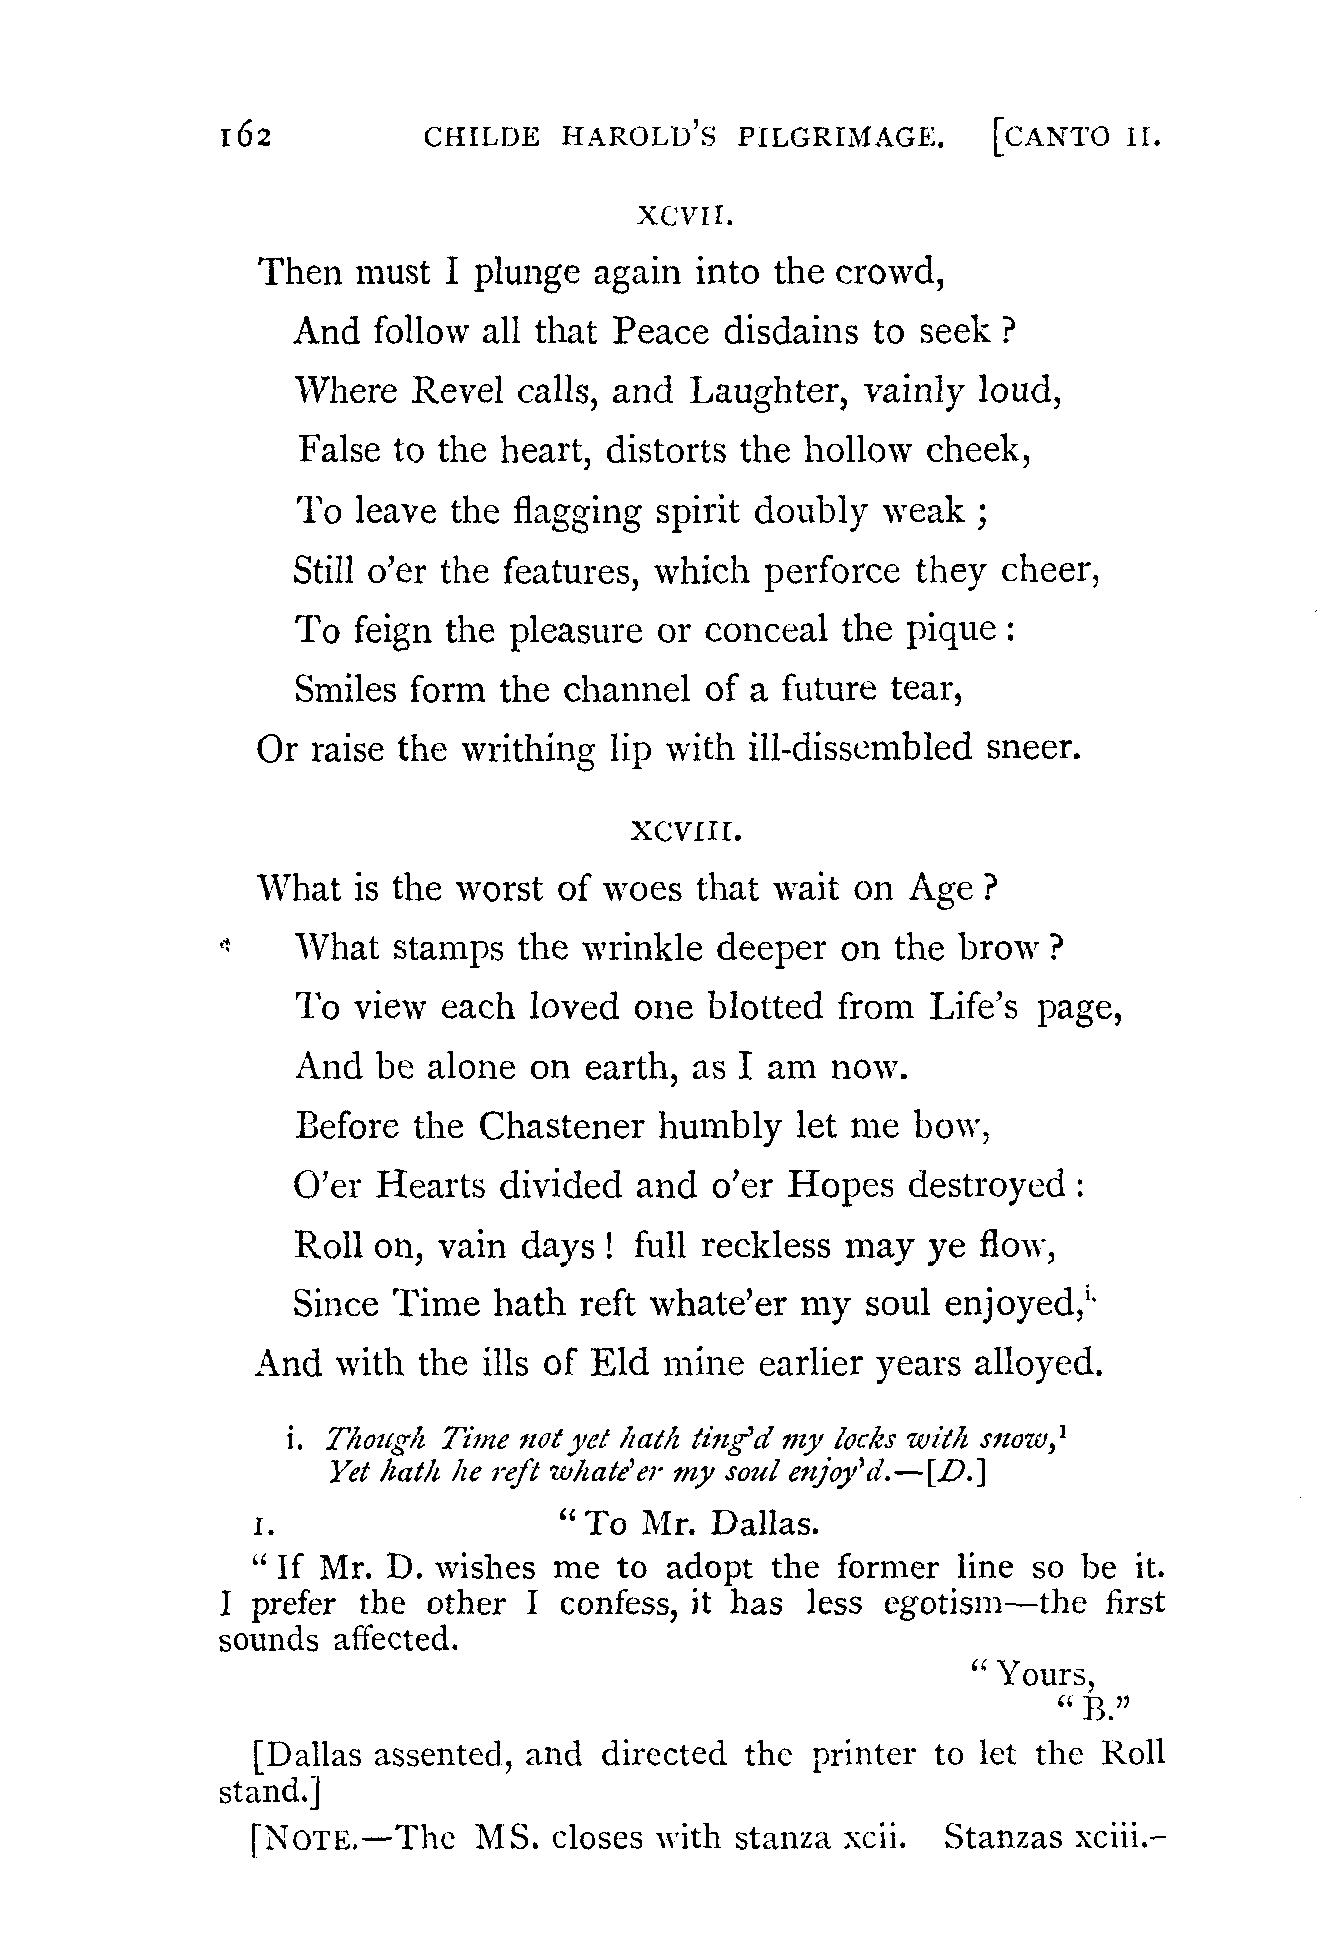 162 CHILDE HAROLD'S PILGRIMAGE. [CANTO II.
XCVII.
Then must I plunge again into the crowd,
And follow all that Peace disdains to seek ?
Where Revel calls, and Laughter, vainly loud,
False to the heart, distorts the hollow cheek,
To leave the flagging spirit doubly weak ;
Still o'er the features, which perforce they cheer,
To feign the pleasure or conceal the pique :
Smiles form the channel of a future tear,
Or raise the writhing lip with ill-dissembled sneer.
XCVIII.
What is the worst of woes that wait on Age ?
What stamps the wrinkle deeper on the brow ?
To view each loved one blotted from Life's page,
And be alone on earth, as I am now.
Before the Chastener humbly let me bow,
O'er Hearts divided and o'er Hopes destroyed :
Roll on, vain days ! full reckless may ye flow,
Since Time hath reft whate'er my soul enjoyed,i.
And with the ills of Eld mine earlier years alloyed.
i. Though Time not yet hath ting'd my locks with snow,1
Yet hath he reft whate'er my soul enjoy'd.—[D.]
1. "To Mr. Dallas.
"If Mr. D. wishes me to adopt the former line so be it.
I prefer the other I confess, it has less egotism—the first
sounds affected.
"Yours,
"B."
[Dallas assented, and directed the printer to let the Roll
stand.]
[NOTE.—The MS. closes with stanza xcii. Stanzas xciii.-